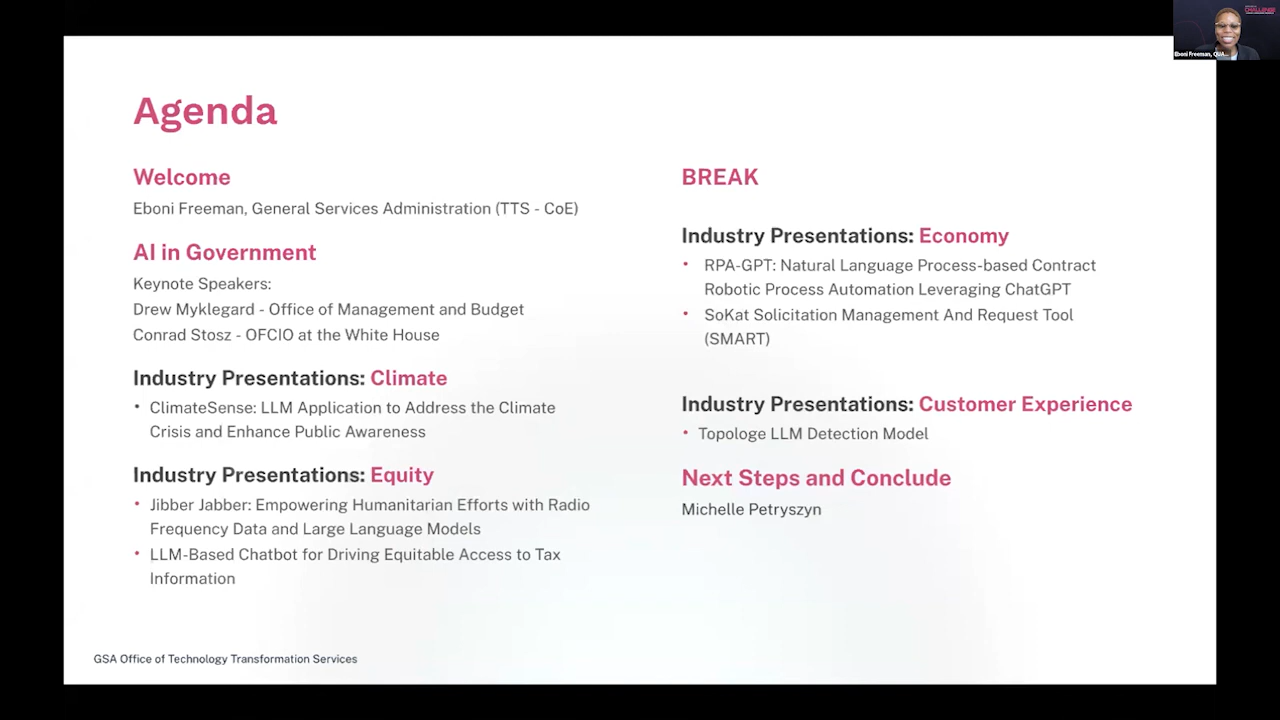 Agenda
Welcome
Eboni Freeman, General Services Administration (TTS - CoE)
AI in Government
Keynote Speakers:
Drew Myklegard - Office of Management and Budget
Conrad Stosz - OFCIO at the White House
Industry Presentations: Climate
• ClimateSense: LLM Application to Address the Climate
Crisis and Enhance Public Awareness
Industry Presentations: Equity
• Jibber Jabber: Empowering Humanitarian Efforts with Radio
Frequency Data and Large Language Models
• LLM-Based Chatbot for Driving Equitable Access to Tax
Information
BREAK
Industry Presentations: Economy
• RPA-GPT: Natural Language Process-based Contract
Robotic Process Automation Leveraging ChatGPT
• SoKat Solicitation Management And Request Tool
(SMART)
Industry Presentations: Customer Experience
• Topologe LLM Detection Model
Next Steps and Conclude
Michelle Petryszyn
GSA Office of Technology Transformation Services
CHALLENGE
Eboni Freeman, QUA...